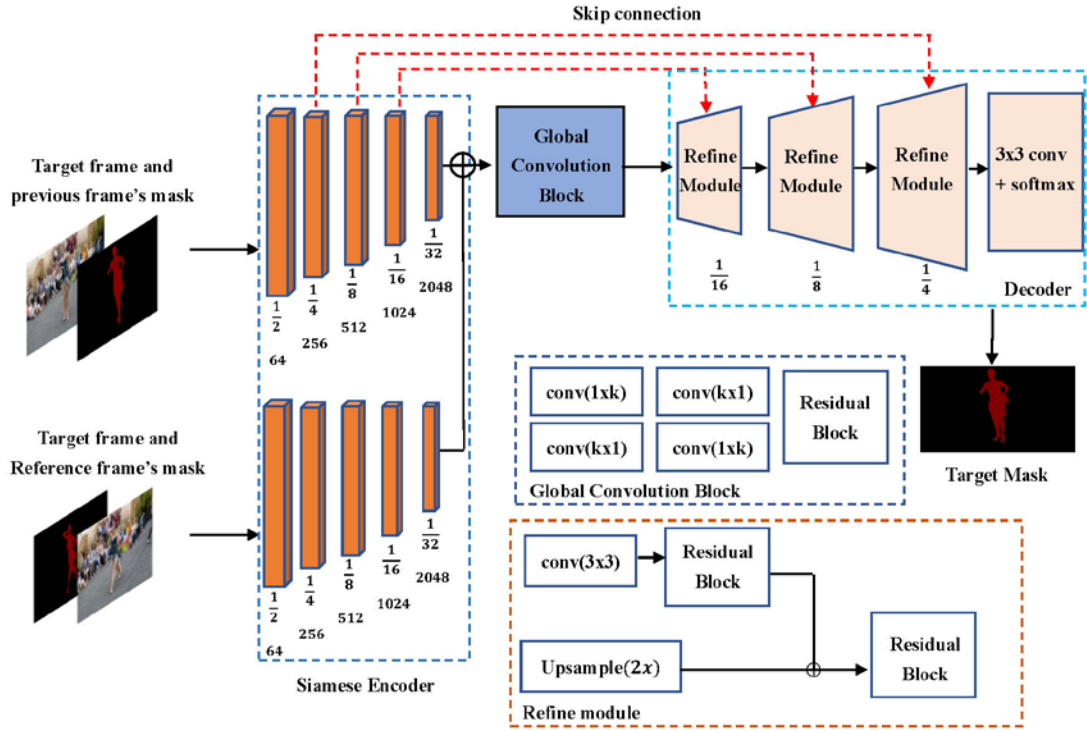 Skip connection
Target frame and
previous frame's mask
1/2
64
1/4
256
1/8
512
1/16
1024
1/32
2048
Global
Convolution
Block
Refine
Module
1/16
Refine
Module
1/8
Refine
Module
1/4
3x3 conv
+ softmax
Decoder
Target frame and
Reference frame's mask
1/2
64
1/4
256
1/8
512
1/16
1024
1/32
2048
Siamese Encoder
conv(1xk)
conv(kx1)
conv(kx1)
conv(1xk)
Residual
Block
Global Convolution Block
Target Mask
conv(3x3)
Residual
Block
Upsample(2x)
Residual
Block
Refine module